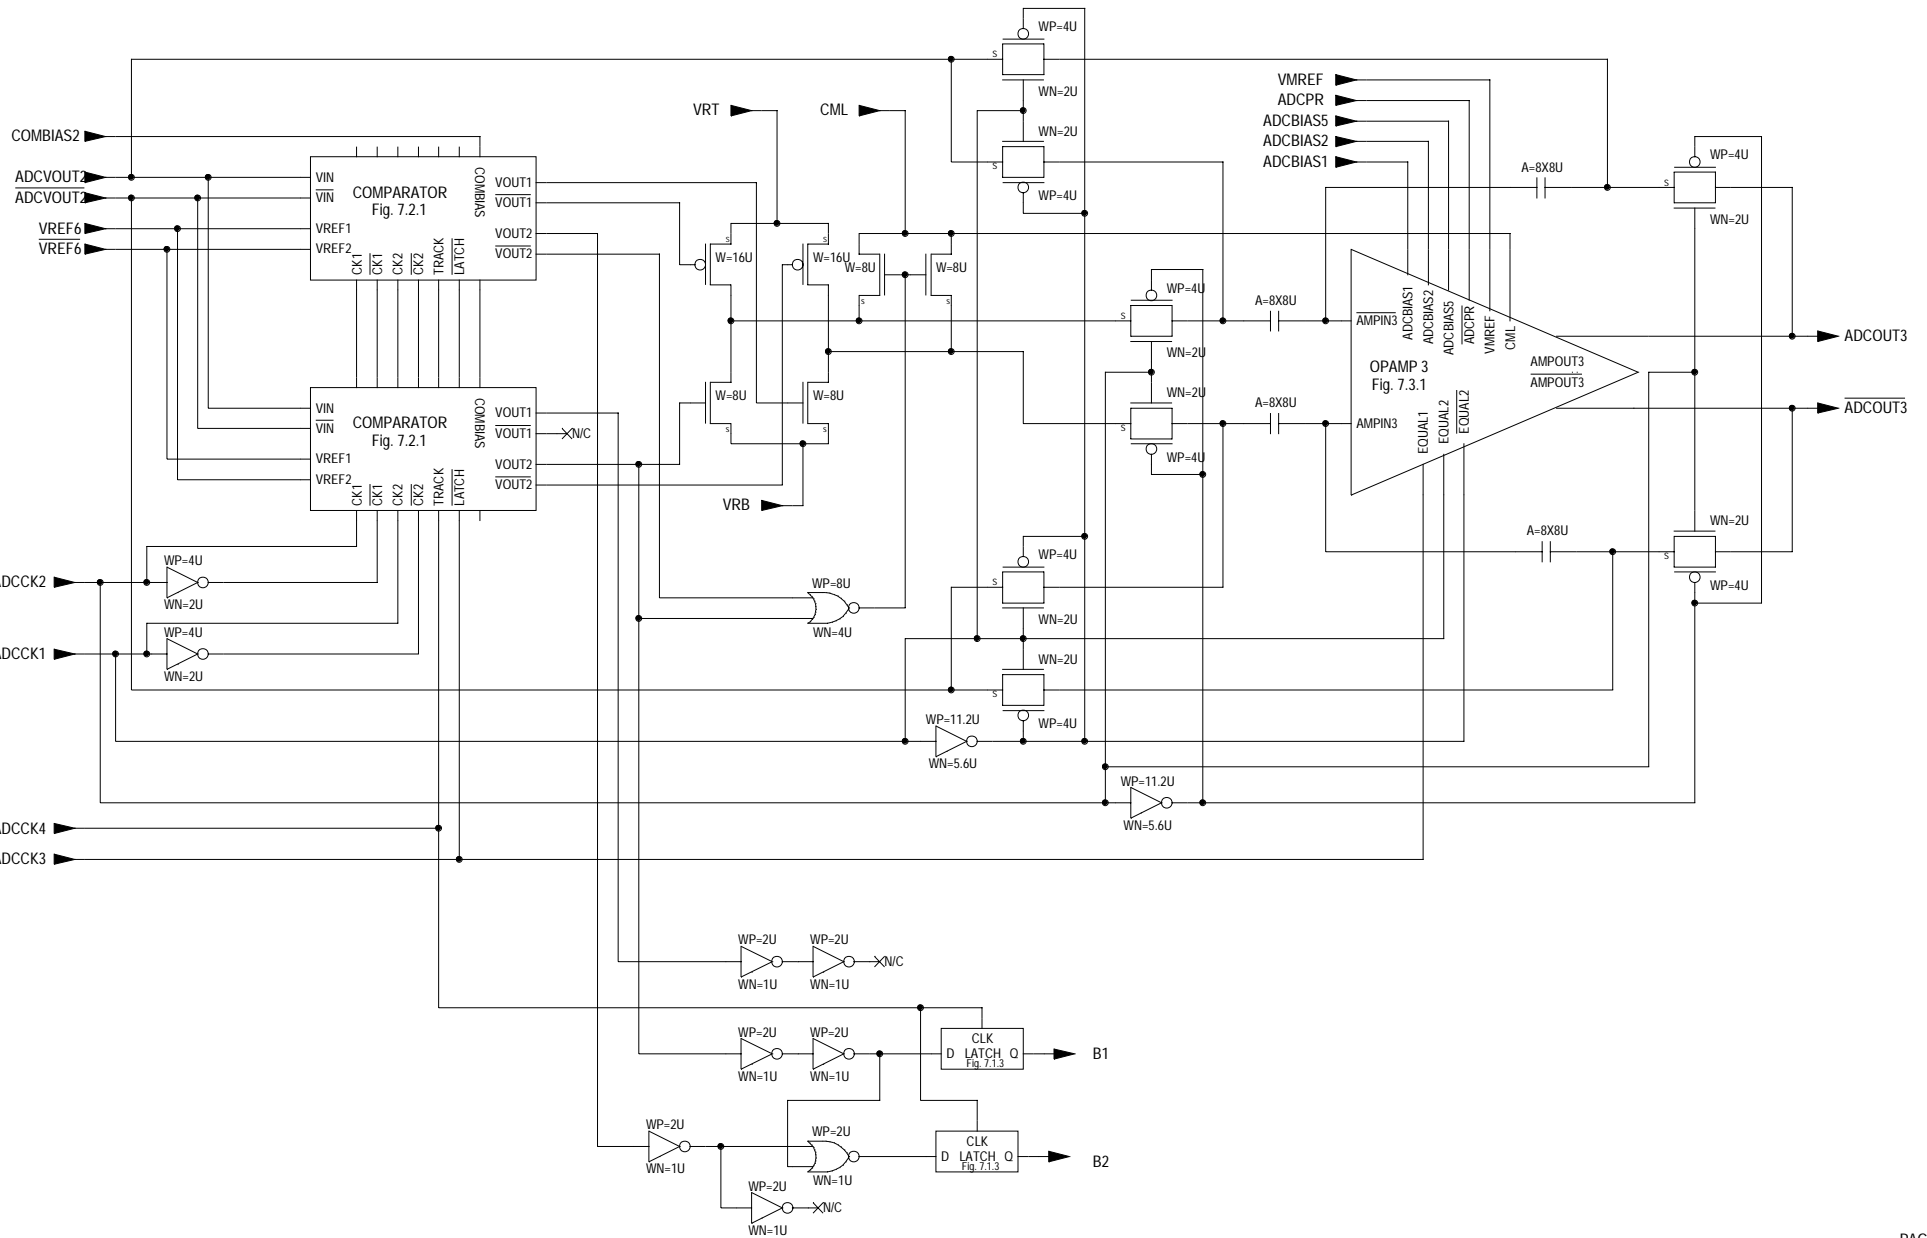 WP=4U
WN=2U
WN=2U
WP=4U
VRT
CML
VMREF
ADCPR
ADCBIAS5
ADCBIAS2
ADCBIAS1
COMBIAS2
ADCVOUT2
ADCVOUT2
VREF6
VREF6
VIN
VIN
VREF1
VREF2
COMPARATOR
Fig. 7.2.1
COMBIAS
VOUT1
VOUT1
VOUT2
VOUT2
CK1
CK1
CK2
CK2
TRACK
LATCH
S
S
S
S
W=16U
W=16U
W=8U
W=8U
S
S
S
S
A=8X8U
S
WP=4U
WN=2U
WP=4U
S
WN=2U
A=8X8U
AMPIN3
ADCBIAS1
ADCBIAS2
ADCBIAS5
ADCPR
VMREF
CML
OPAMP 3
Fig. 7.3.1
AMPOUT3
AMPOUT3
ADCOUT3
ADCOUT3
WN=2U
S
WP=4U
A=8X8U
AMPIN3
EQUAL1
EQUAL2
EQUAL2
VIN
VIN
VREF1
VREF2
COMPARATOR
Fig. 7.2.1
COMBIAS
VOUT1
VOUT1
VOUT2
VOUT2
CK1
CK1
CK2
CK2
TRACK
LATCH
N/C
W=8U
W=8U
S
S
VRB
A=8X8U
WN=2U
S
WP=4U
ADCCK2
WP=4U
WN=2U
ADCCK1
WP=4U
WN=2U
WP=8U
WN=4U
WP=4U
S
WN=2U
WN=2U
S
WP=4U
WP=11.2U
WN=5.6U
WP=11.2U
WN=5.6U
ADCCK4
ADCCK3
WP=2U
WN=1U
WP=2U
WN=1U
N/C
WP=2U
WN=1U
WP=2U
WN=1U
CLK
D LATCH Q
Fig. 7.1.3
B1
WP=2U
WN=1U
WP=2U
WN=1U
CLK
D LATCH Q
Fig. 7.1.3
B2
WP=2U
WN=1U
N/C